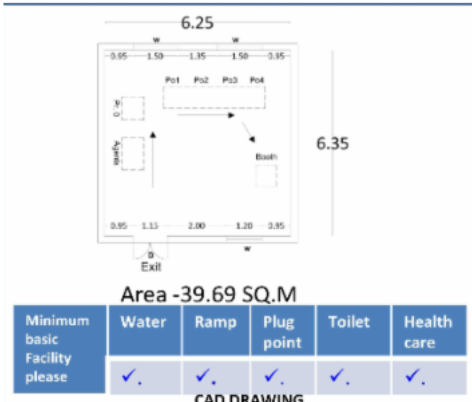 6.25
w w
0.95 1.50 1.35 1.50 0.95
Po1 Po2 Po3 Po4
Pr. O
6.35
Agents
Booth
0.95 1.15 2.00 1.20 0.95
D w
Exit
Area -39.69 SQ.M
Minimum basic Facility please Water Ramp Plug point Toilet Health care
✓. ✓. ✓. ✓. ✓.
CAD DRAWING